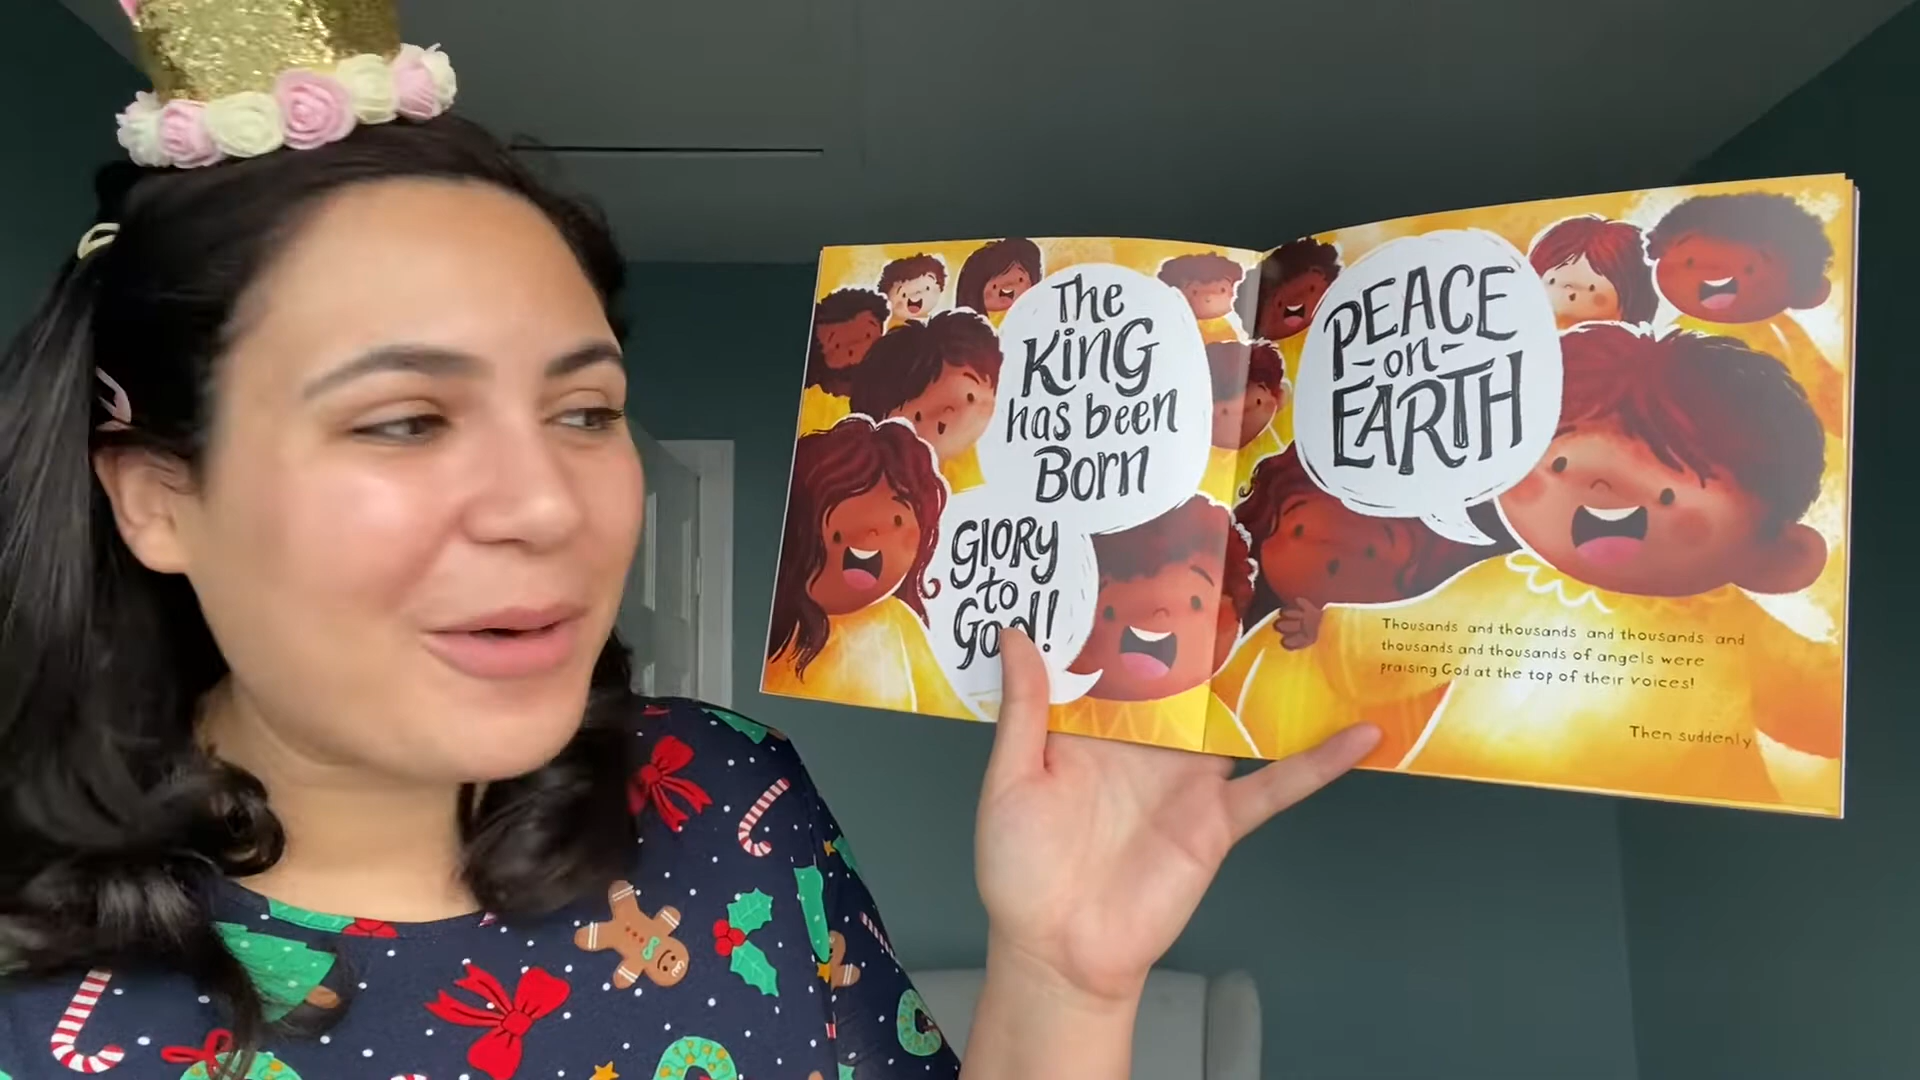 The
King
has been
Born
Glory
to
God!
PEACE
-on-
EARTH
Thousands and thousands and thousands and
thousands and thousands of angels were
praising God at the top of their voices!
Then suddenly